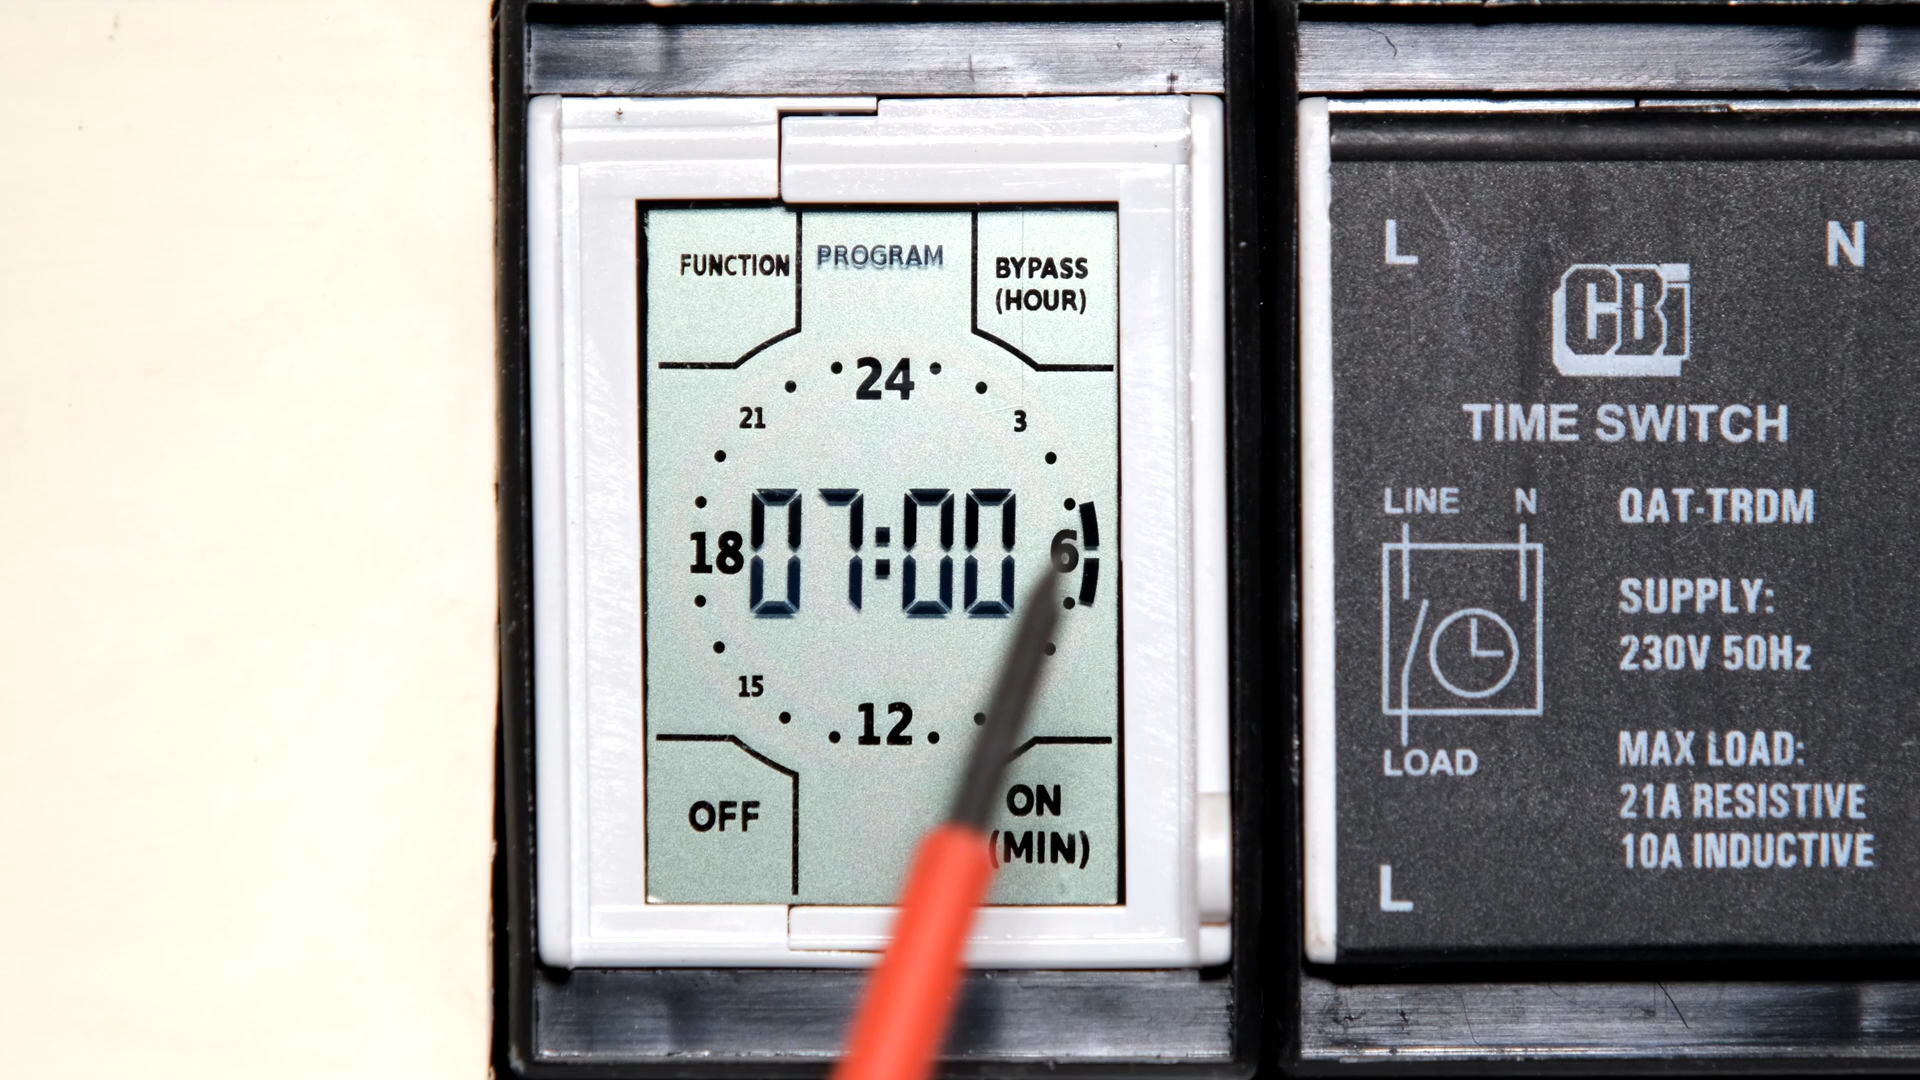 FUNCTION
PROGRAM
BYPASS
(HOUR)
24
21
3
18
07:00
6
15
12
OFF
ON
(MIN)
L
N
CBi
TIME SWITCH
LINE
N
QAT-TRDM
SUPPLY:
230V 50Hz
LOAD
MAX LOAD:
21A RESISTIVE
10A INDUCTIVE
L